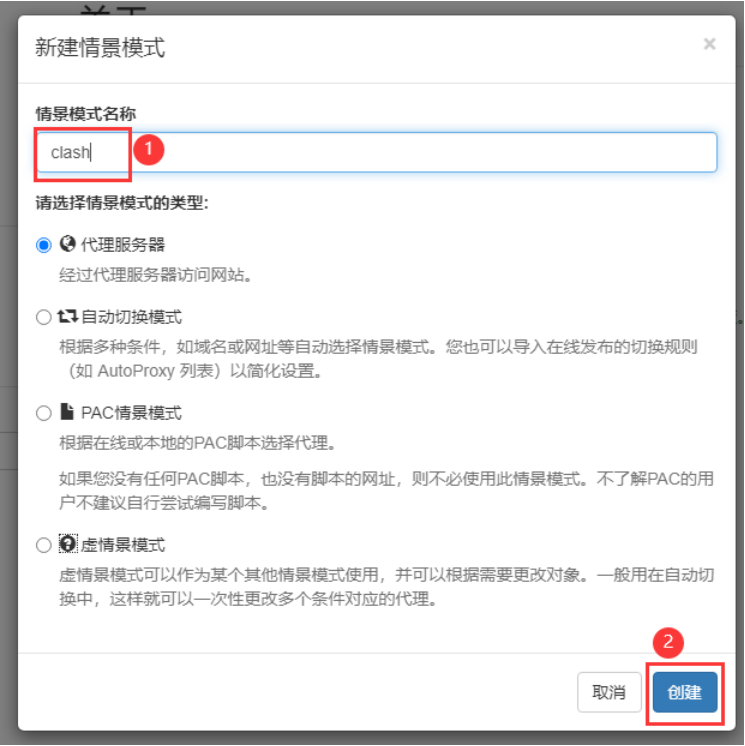 新建情景模式
×
情景模式名称
clash
1
请选择情景模式的类型:
代理服务器
经过代理服务器访问网站。
自动切换模式
根据多种条件，如域名或网址等自动选择情景模式。您也可以导入在线发布的切换规则
（如 AutoProxy 列表）以简化设置。
PAC情景模式
根据在线或本地的PAC脚本选择代理。
如果您没有任何PAC脚本，也没有脚本的网址，则不必使用此情景模式。不了解PAC的用
户不建议自行尝试编写脚本。
虚情景模式
虚情景模式可以作为某个其他情景模式使用，并可以根据需要更改对象。一般用在自动切
换中，这样就可以一次性更改多个条件对应的代理。
2
取消
创建